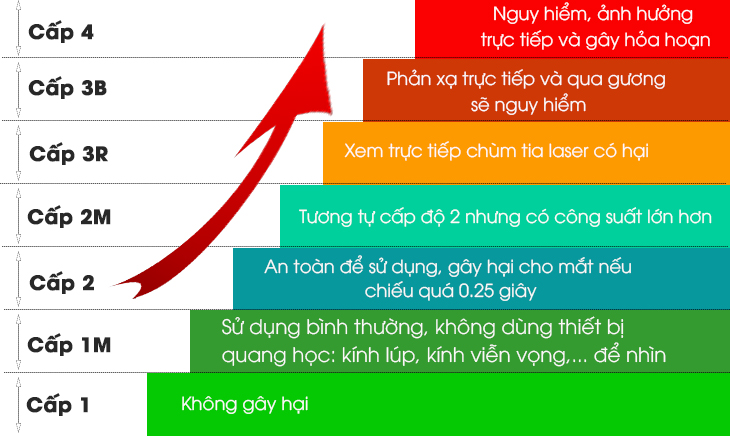 Cấp 4
Nguy hiểm, ảnh hưởng
trực tiếp và gây hỏa hoạn
Cấp 3B
Phản xạ trực tiếp và qua gương
sẽ nguy hiểm
Cấp 3R
Xem trực tiếp chùm tia laser có hại
Cấp 2M
Tương tự cấp độ 2 nhưng có công suất lớn hơn
Cấp 2
An toàn để sử dụng, gây hại cho mắt nếu
chiếu quá 0.25 giây
Cấp 1M
Sử dụng bình thường, không dùng thiết bị
quang học: kính lúp, kính viễn vọng,... để nhìn
Cấp 1
Không gây hại